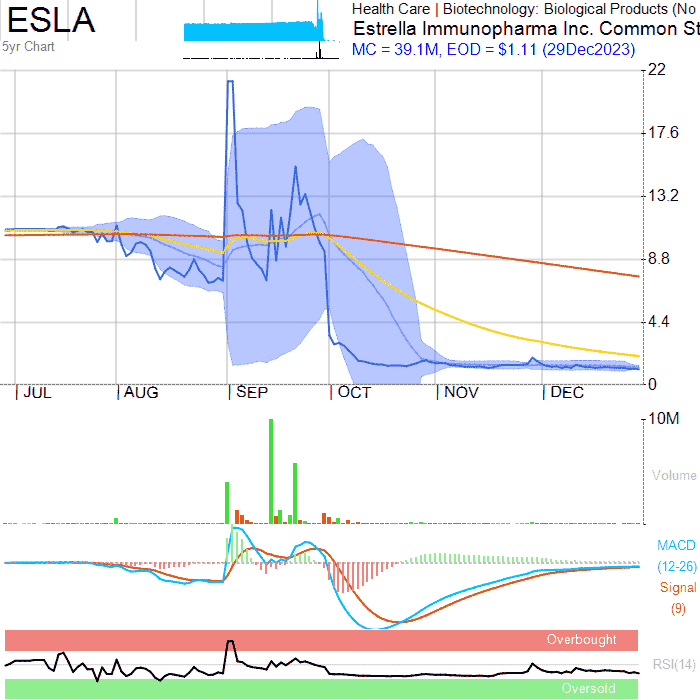 ESLA
Health Care | Biotechnology: Biological Products (No
Estrella Immunopharma Inc. Common St
5yr Chart
MC = 39.1M, EOD = $1.11 (29Dec2023)
22
17.6
13.2
8.8
4.4
0
JUL AUG SEP OCT NOV DEC
10M
Volume
MACD
(12-26)
Signal
(9)
Overbought
RSI(14)
Oversold